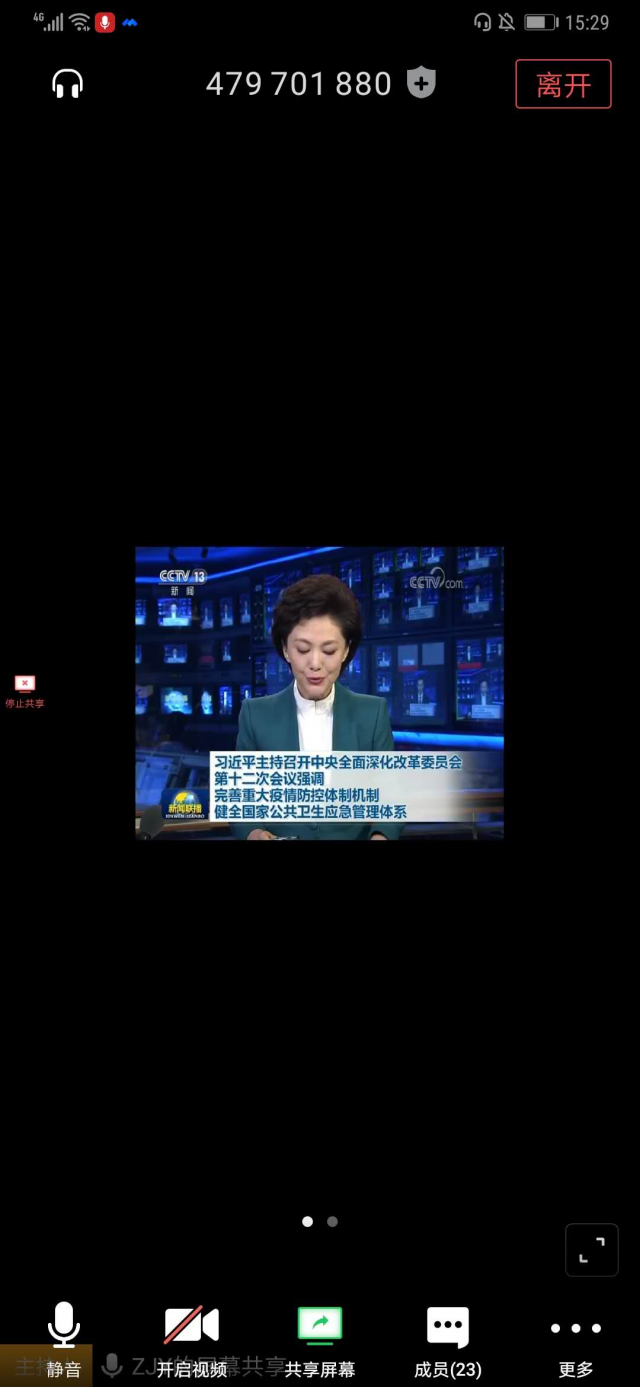 4G
15:29
479 701 880
离开
CCTV 13
新闻
CCTV.com
停止共享
习近平主持召开中央全面深化改革委员会
第十二次会议强调
完善重大疫情防控体制机制
健全国家公共卫生应急管理体系
新闻联播
静音
开启视频
共享屏幕
成员(23)
更多